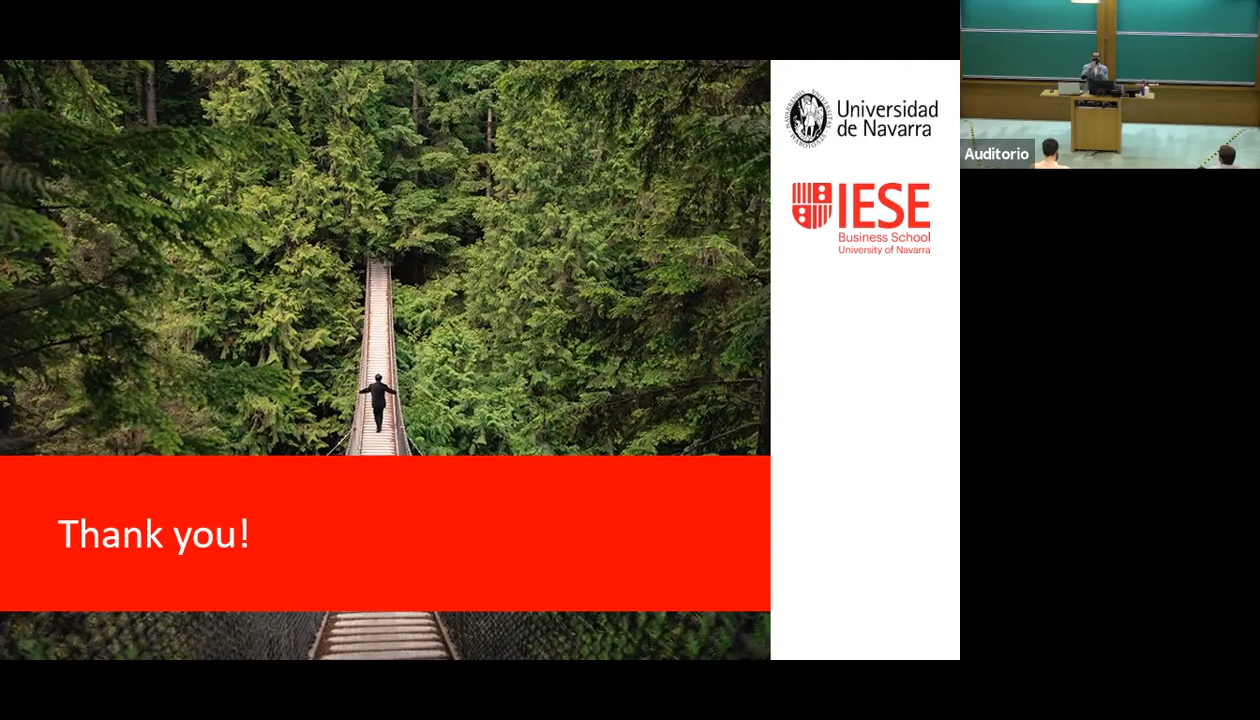 Universidad
de Navarra
IESE
Business School
University of Navarra
Auditorio
Thank you!